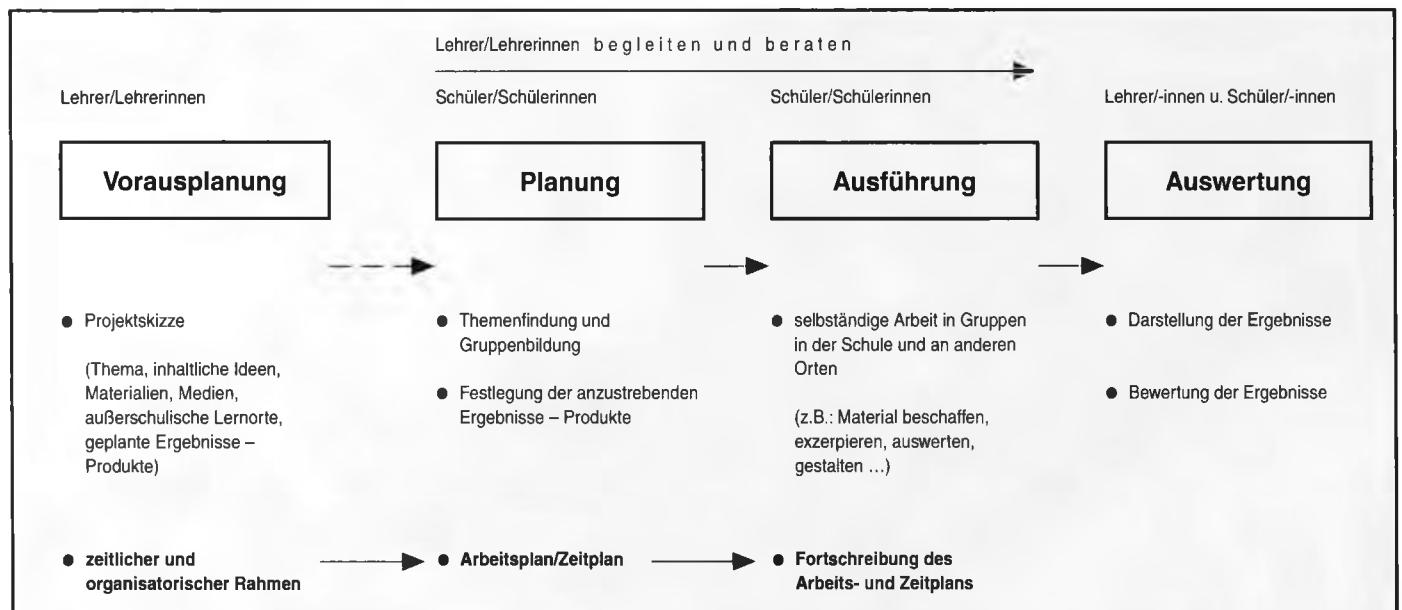 Lehrer/Lehrerinnen begleiten und beraten
Lehrer/Lehrerinnen
Schüler/Schülerinnen
Schüler/Schülerinnen
Lehrer/-innen u. Schüler/-innen
Vorausplanung
Planung
Ausführung
Auswertung
● Projektskizze
(Thema, inhaltliche Ideen,
Materialien, Medien,
außerschulische Lernorte,
geplante Ergebnisse –
Produkte)
● Themenfindung und
Gruppenbildung
● Festlegung der anzustrebenden
Ergebnisse – Produkte
● selbständige Arbeit in Gruppen
in der Schule und an anderen
Orten
(z.B.: Material beschaffen,
exzerpieren, auswerten,
gestalten ...)
● Darstellung der Ergebnisse
● Bewertung der Ergebnisse
● zeitlicher und
organisatorischer Rahmen
● Arbeitsplan/Zeitplan
● Fortschreibung des
Arbeits- und Zeitplans